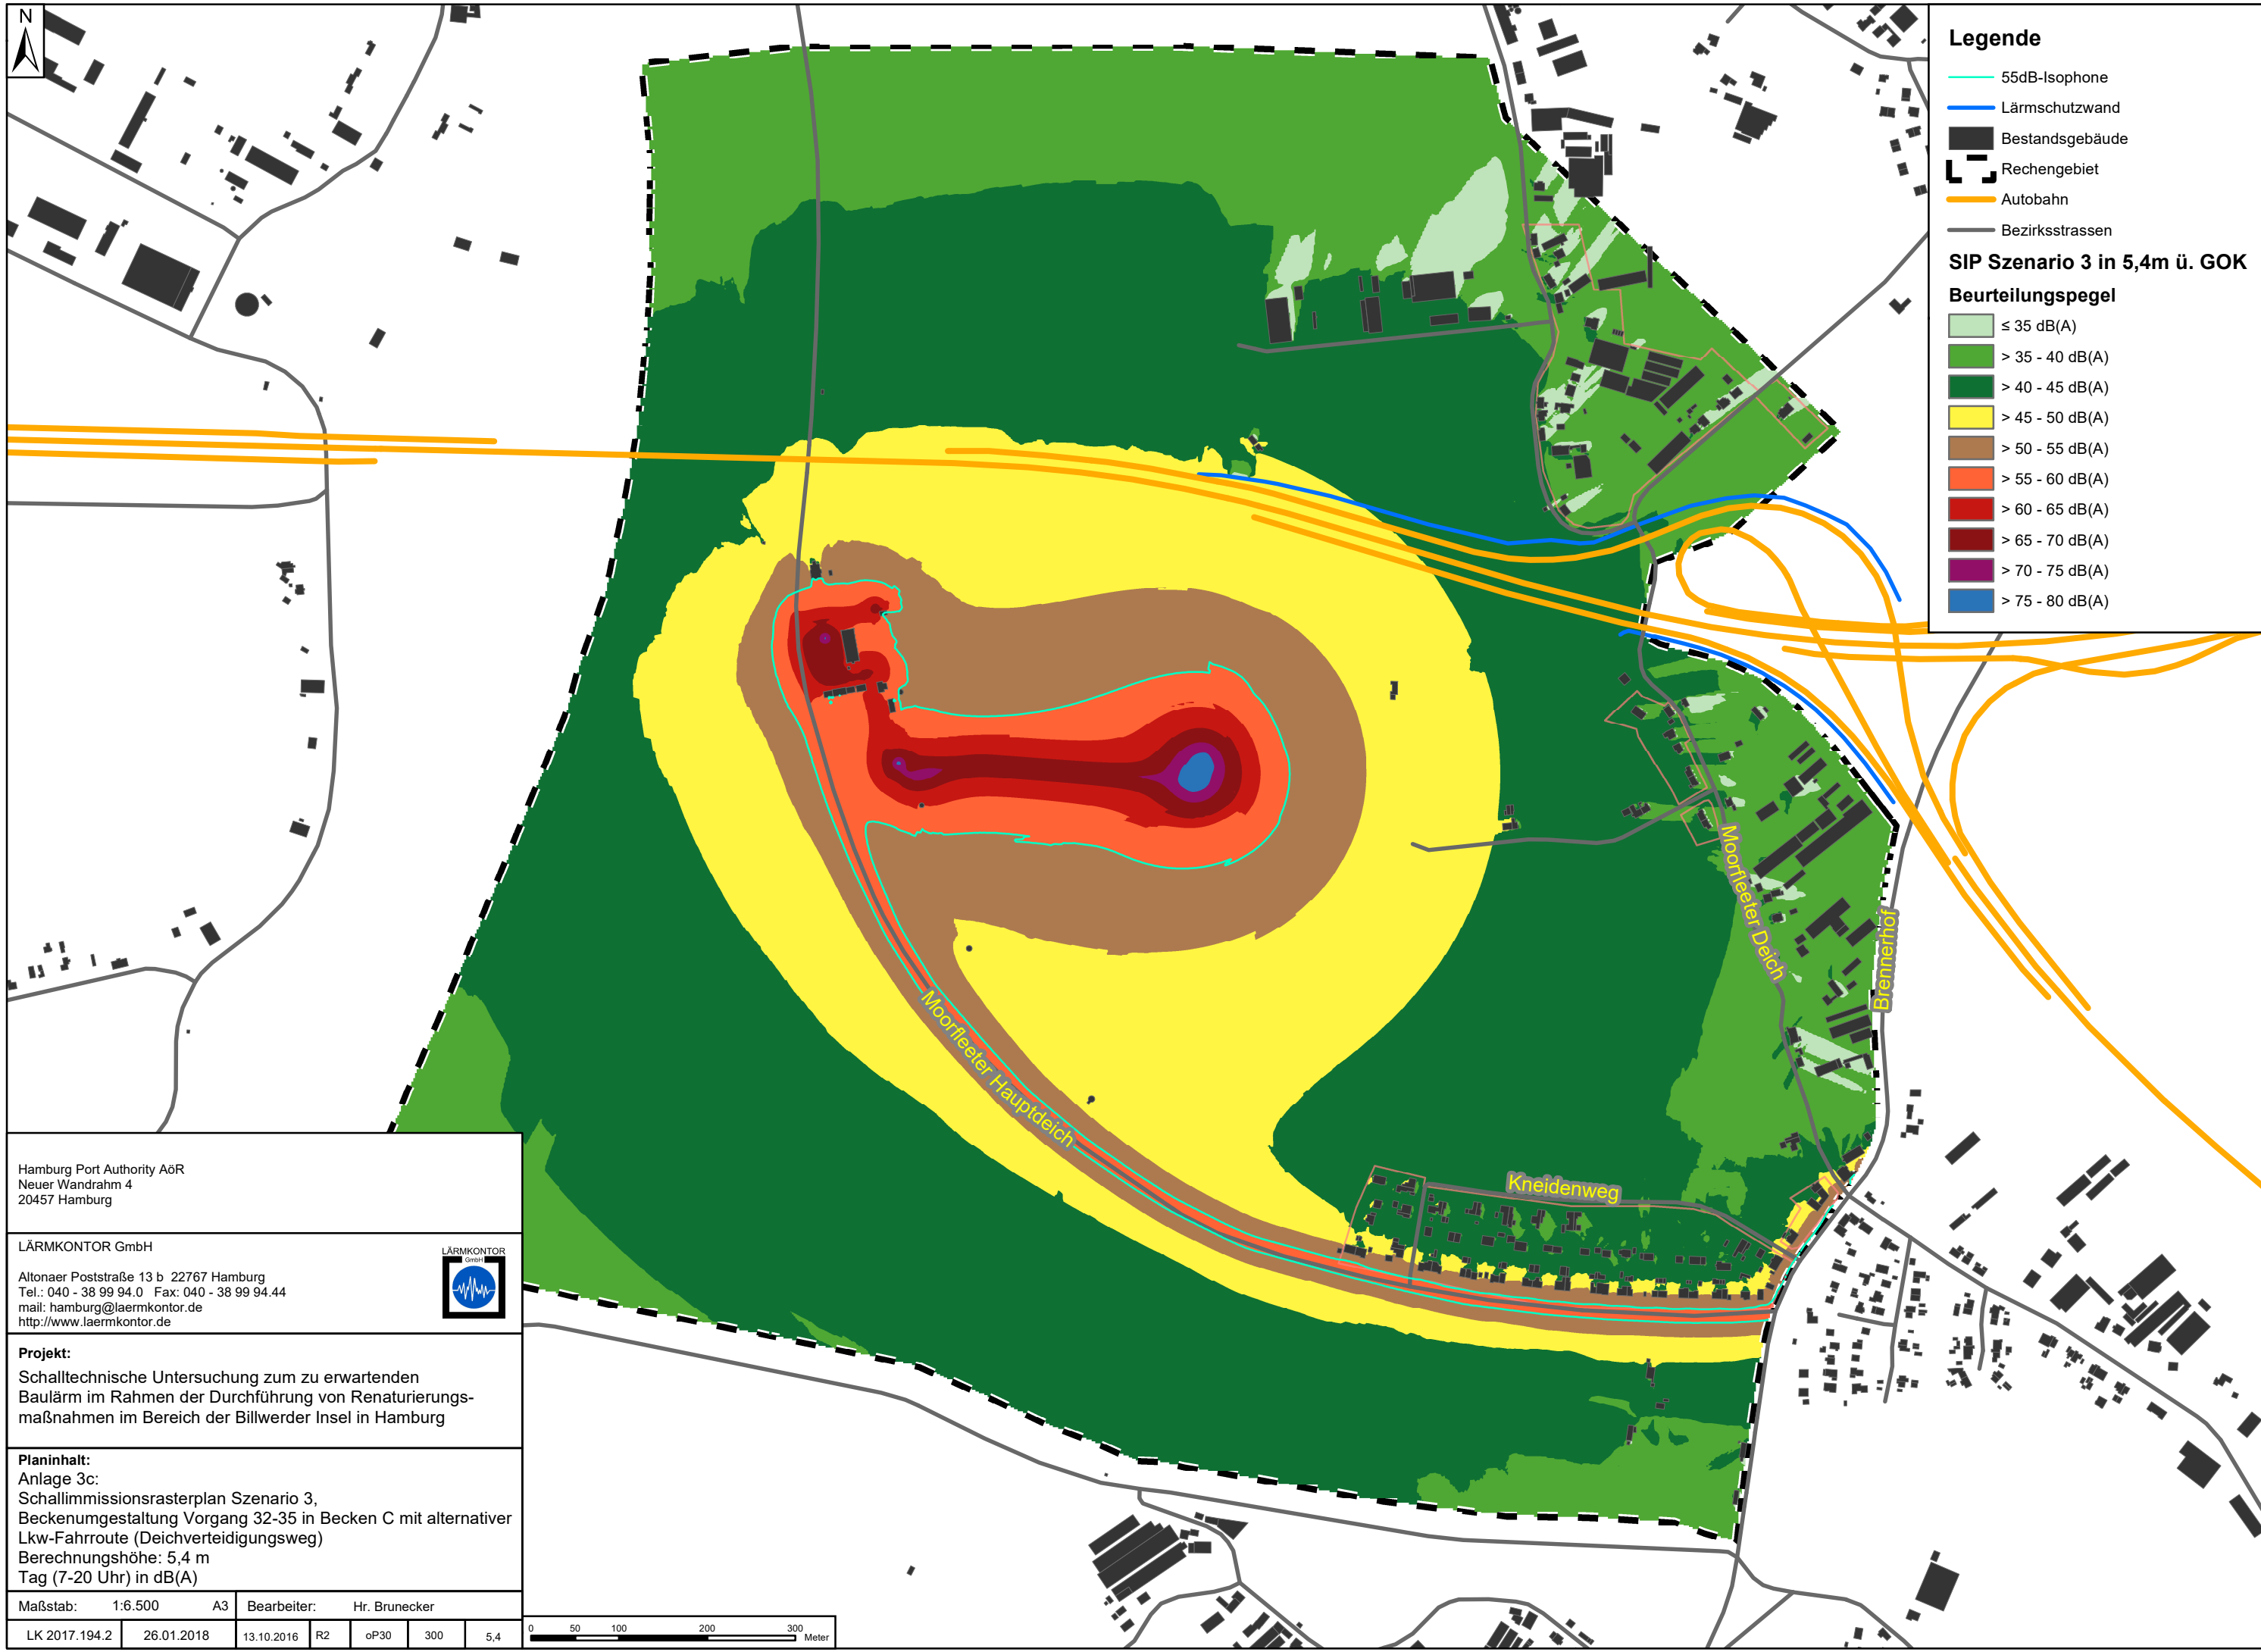 N
Legende
55dB-Isophone
Lärmschutzwand
Bestandsgebäude
Rechengebiet
Autobahn
Bezirksstrassen
SIP Szenario 3 in 5,4m ü. GOK
Beurteilungspegel
≤ 35 dB(A)
> 35 - 40 dB(A)
> 40 - 45 dB(A)
> 45 - 50 dB(A)
> 50 - 55 dB(A)
> 55 - 60 dB(A)
> 60 - 65 dB(A)
> 65 - 70 dB(A)
> 70 - 75 dB(A)
> 75 - 80 dB(A)
Moorfleeter Deich
Brennerhof
Moorfleeter Hauptdeich
Kneidenweg
Hamburg Port Authority AöR
Neuer Wandrahm 4
20457 Hamburg
LÄRMKONTOR GmbH
Altonaer Poststraße 13 b 22767 Hamburg
Tel.: 040 - 38 99 94.0 Fax: 040 - 38 99 94.44
mail: hamburg@laermkontor.de
http://www.laermkontor.de
LÄRMKONTOR
GmbH
Projekt:
Schalltechnische Untersuchung zum zu erwartenden
Baulärm im Rahmen der Durchführung von Renaturierungs-
maßnahmen im Bereich der Billwerder Insel in Hamburg
Planinhalt:
Anlage 3c:
Schallimmissionsrasterplan Szenario 3,
Beckenumgestaltung Vorgang 32-35 in Becken C mit alternativer
Lkw-Fahrroute (Deichverteidigungsweg)
Berechnungshöhe: 5,4 m
Tag (7-20 Uhr) in dB(A)
Maßstab: 1:6.500 A3 Bearbeiter: Hr. Brunecker
LK 2017.194.2 26.01.2018 13.10.2016 R2 oP30 300 5,4
0 50 100 200 300 Meter